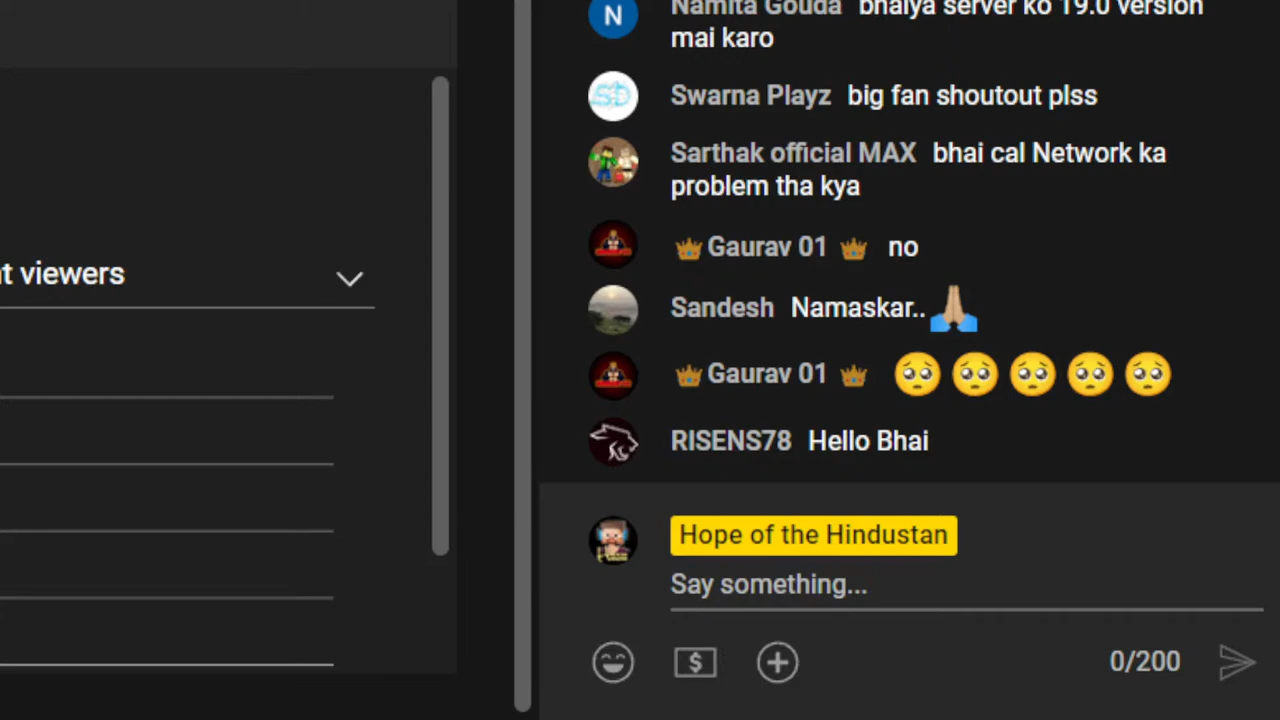 Namita Gouda bhaiya server ko 19.0 version
mai karo
Swarna Playz big fan shoutout plss
Sarthak official MAX bhai cal Network ka
problem tha kya
t viewers
👑Gaurav 01 👑 no
Sandesh Namaskar..🙏🏼
👑Gaurav 01 👑 🥺🥺🥺🥺🥺
RISENS78 Hello Bhai
Hope of the Hindustan
Say something...
0/200